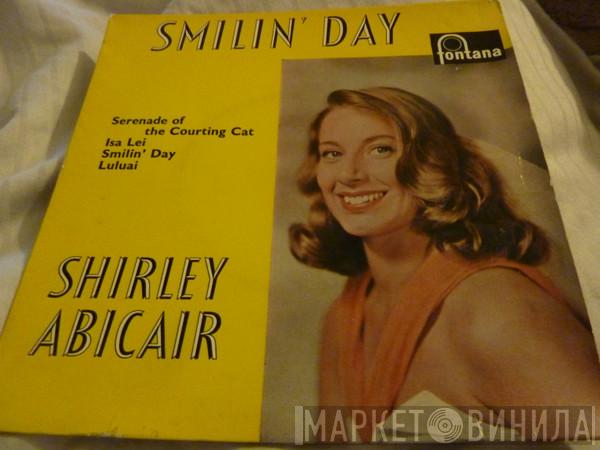 SMILIN' DAY
fontana
Serenade of
the Courting Cat
Isa Lei
Smilin' Day
Luluai
SHIRLEY
ABICAIR
МАРКЕТ ВИНИЛА